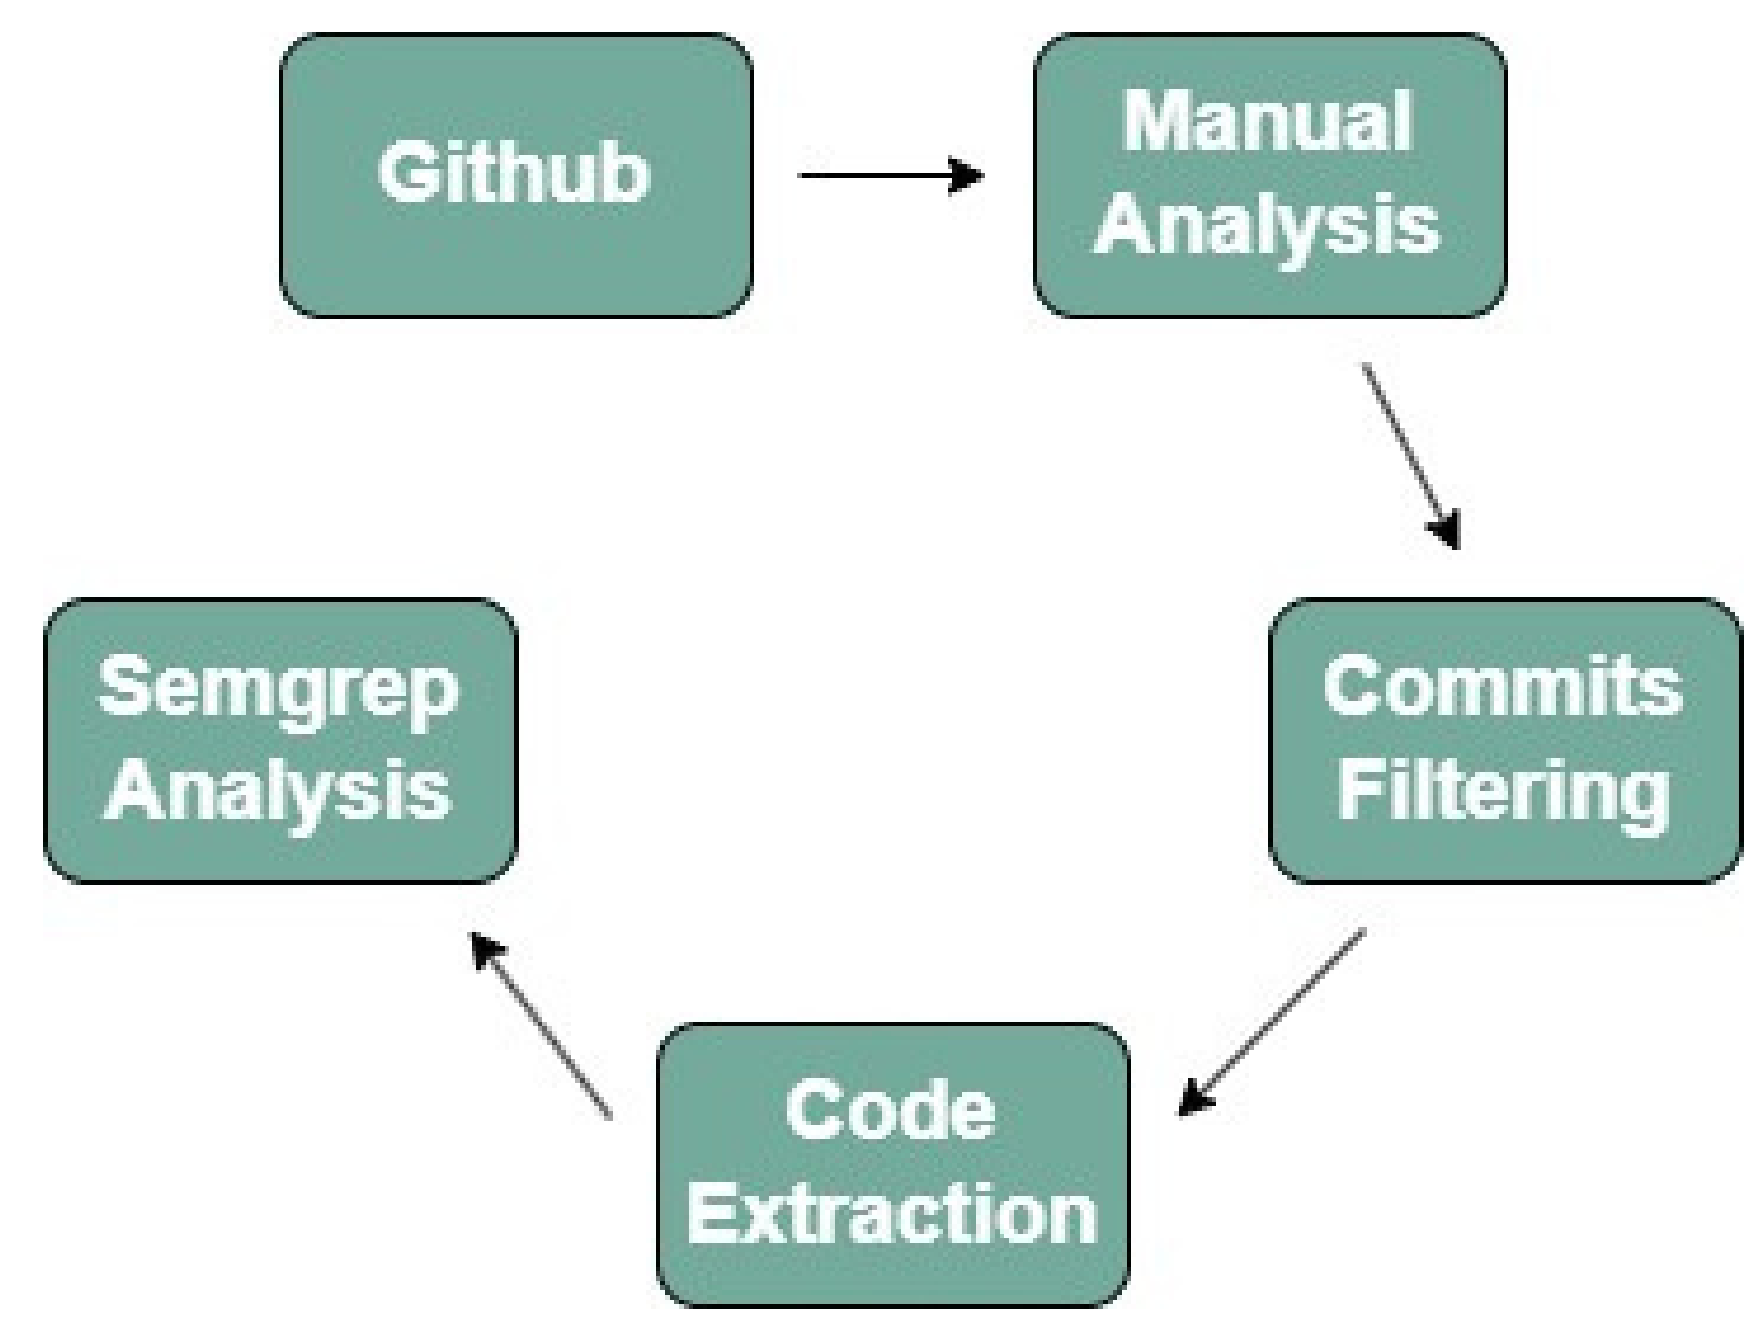 Github
Manual
Analysis
Commits
Filtering
Code
Extraction
Semgrep
Analysis